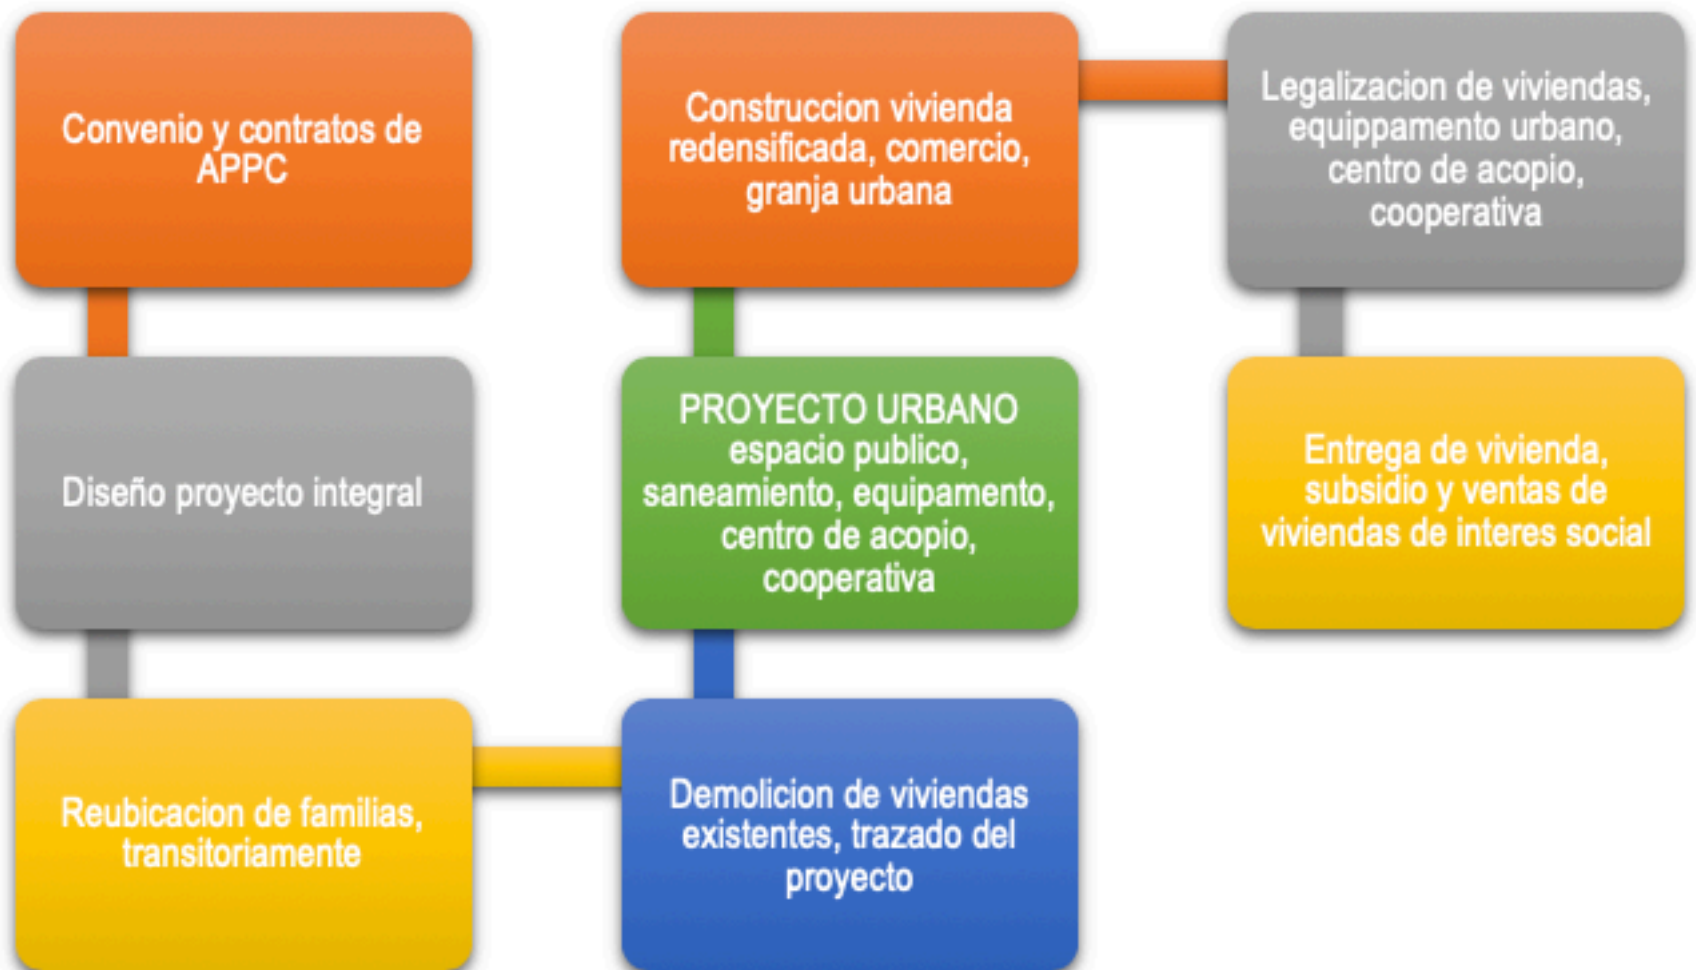 Convenio y contratos de
APPC
Diseño proyecto integral
Reubicacion de familias,
transitoriamente
Demolicion de viviendas
existentes, trazado del
proyecto
PROYECTO URBANO
espacio publico,
saneamiento, equipamento,
centro de acopio,
cooperativa
Construccion vivienda
redensificada, comercio,
granja urbana
Legalizacion de viviendas,
equippamento urbano,
centro de acopio,
cooperativa
Entrega de vivienda,
subsidio y ventas de
viviendas de interes social